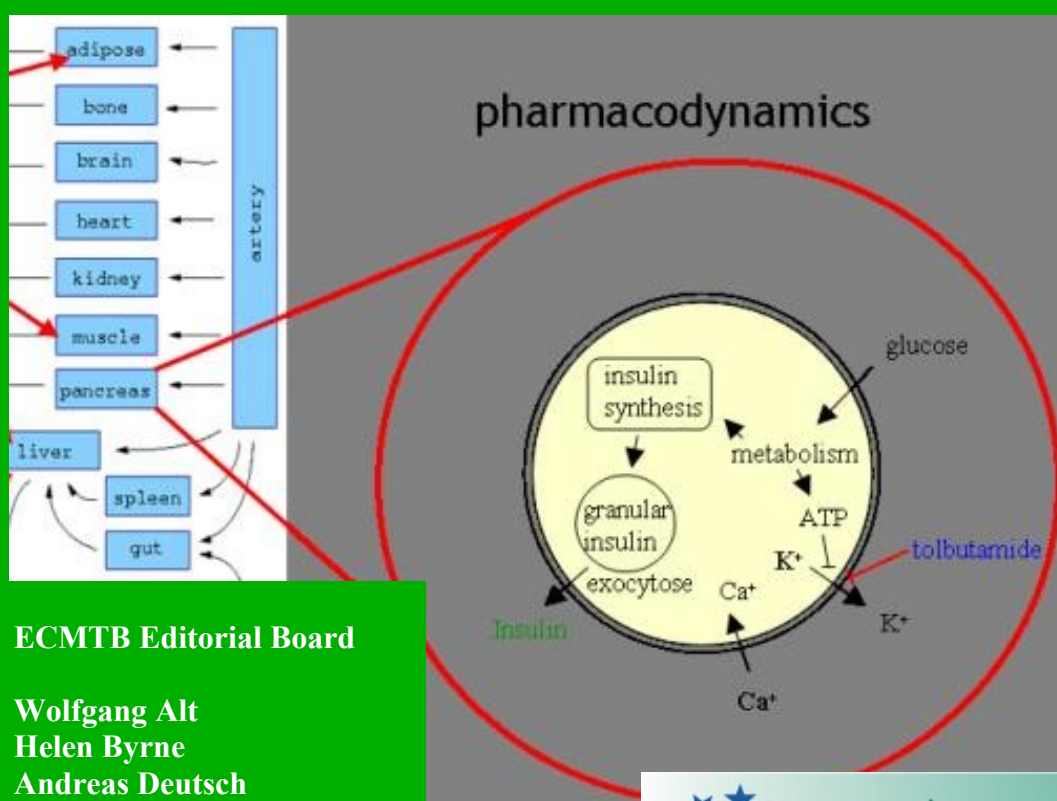 adipose
bone
brain
heart
kidney
muscle
pancreas
liver
spleen
gut
artery
pharmacodynamics
glucose
insulin
synthesis
metabolism
granular
insulin
ATP
K⁺
tolbutamide
exocytose
Ca⁺
K⁺
Insulin
Ca⁺
ECMTB Editorial Board
Wolfgang Alt
Helen Byrne
Andreas Deutsch